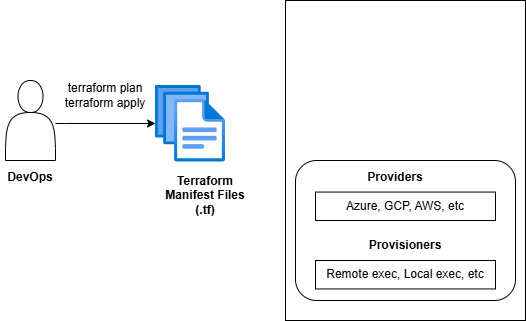 terraform plan
terraform apply
DevOps
Terraform
Manifest Files
(.tf)
Providers
Azure, GCP, AWS, etc
Provisioners
Remote exec, Local exec, etc